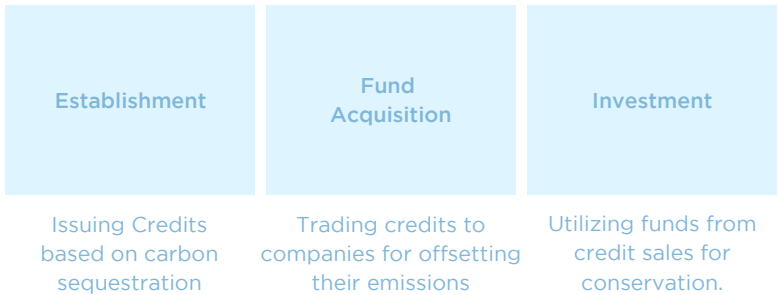 Establishment
Fund
Acquisition
Investment
Issuing Credits
based on carbon
sequestration
Trading credits to
companies for offsetting
their emissions
Utilizing funds from
credit sales for
conservation.